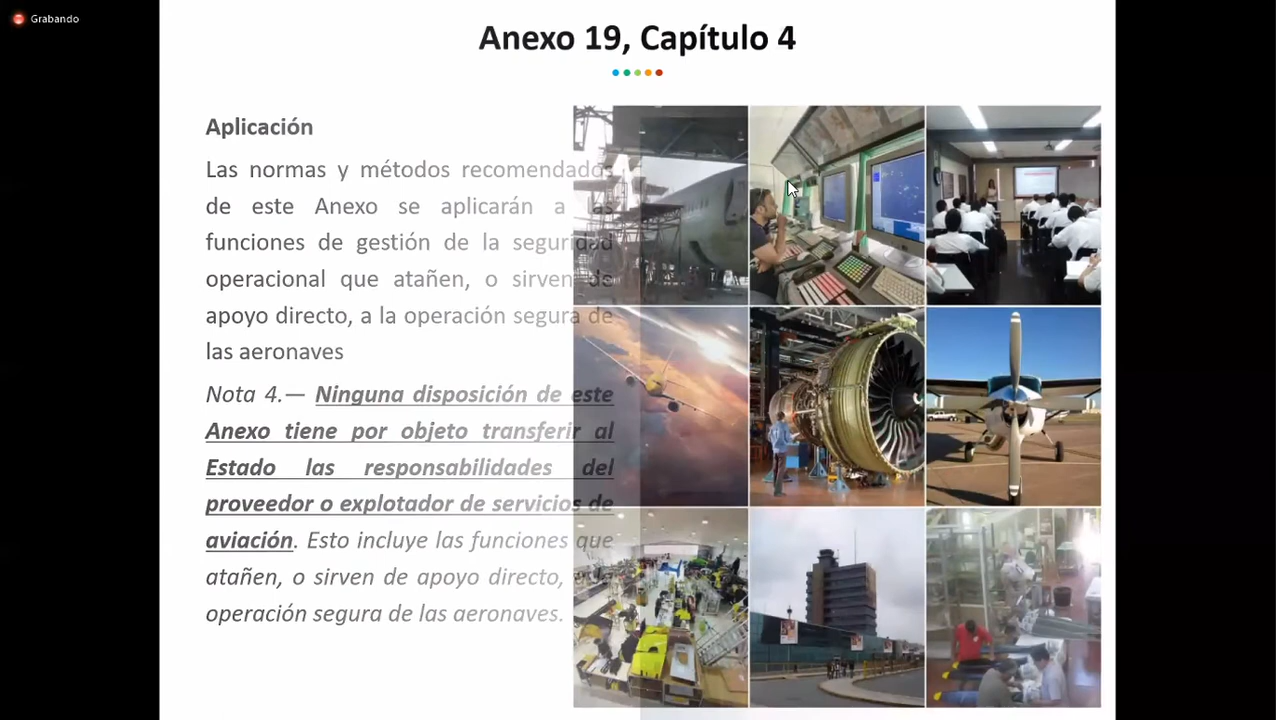 Grabando
Anexo 19, Capítulo 4
Aplicación
Las normas y métodos recomendados
de este Anexo se aplicarán a las
funciones de gestión de la seguridad
operacional que atañen, o sirven de
apoyo directo, a la operación segura de
las aeronaves
Nota 4.— Ninguna disposición de este
Anexo tiene por objeto transferir al
Estado las responsabilidades del
proveedor o explotador de servicios de
aviación. Esto incluye las funciones que
atañen, o sirven de apoyo directo, a la
operación segura de las aeronaves.